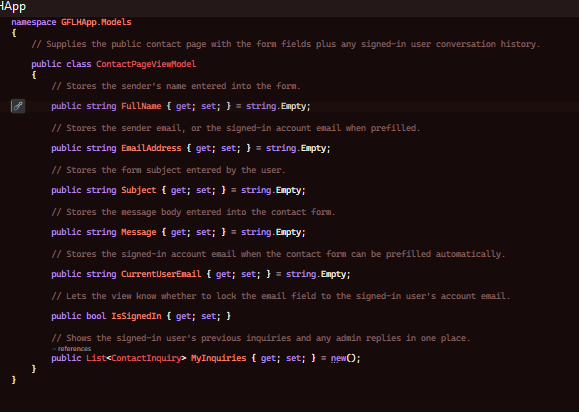 HApp
namespace GFLHApp.Models
{
// Supplies the public contact page with the form fields plus any signed-in user conversation history.
public class ContactPageViewModel
{
// Stores the sender's name entered into the form.
public string FullName { get; set; } = string.Empty;
// Stores the sender email, or the signed-in account email when prefilled.
public string EmailAddress { get; set; } = string.Empty;
// Stores the form subject entered by the user.
public string Subject { get; set; } = string.Empty;
// Stores the message body entered into the contact form.
public string Message { get; set; } = string.Empty;
// Stores the signed-in account email when the contact form can be prefilled automatically.
public string CurrentUserEmail { get; set; } = string.Empty;
// Lets the view know whether to lock the email field to the signed-in user's account email.
public bool IsSignedIn { get; set; }
// Shows the signed-in user's previous inquiries and any admin replies in one place.
- references
public List<ContactInquiry> MyInquiries { get; set; } = new();
}
}